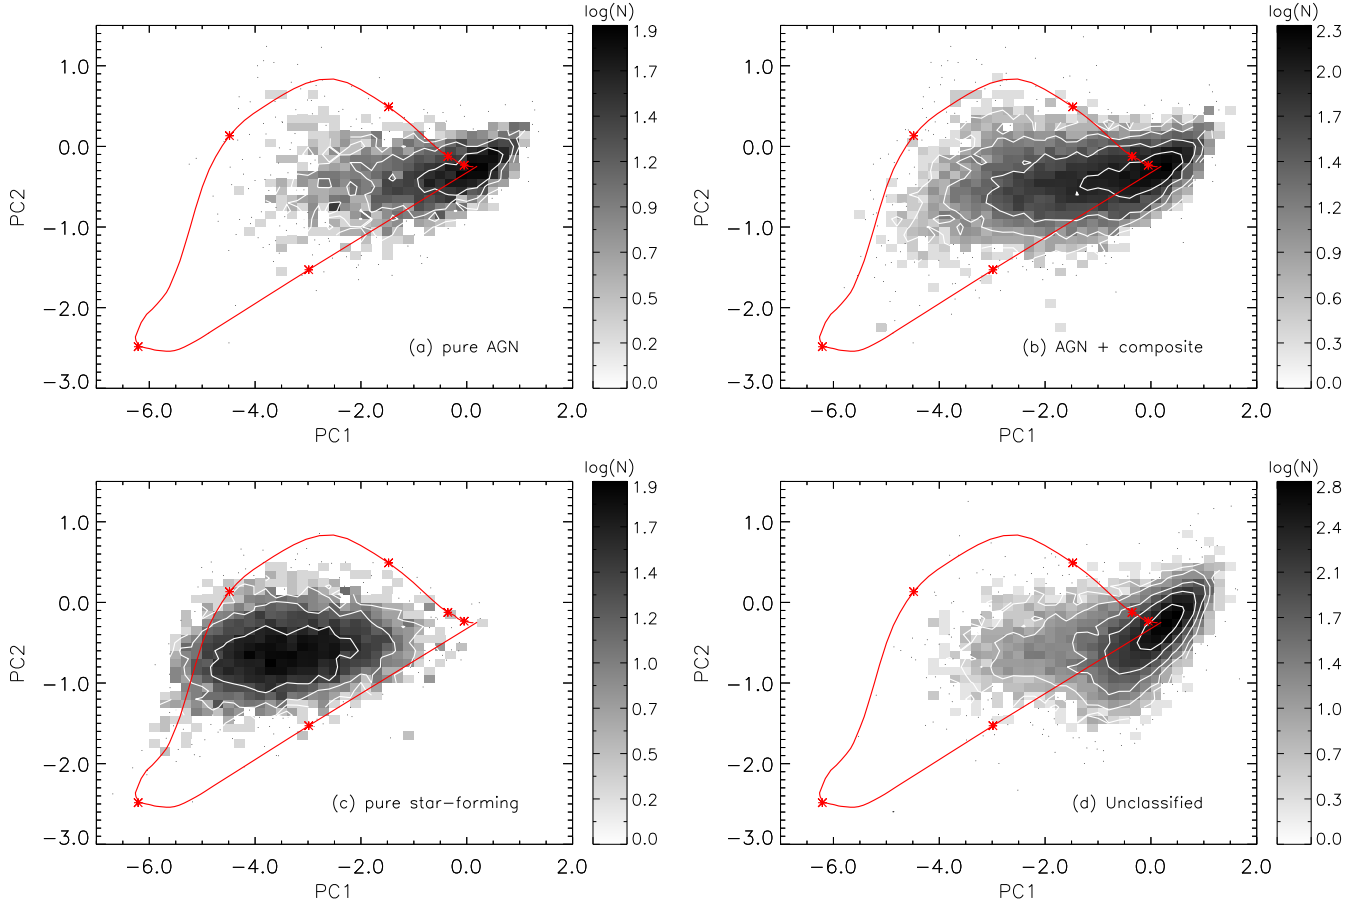 log(N)
1.9
1.7
1.4
1.2
0.9
0.7
0.5
0.2
0.0
1.0
0.0
−1.0
−2.0
−3.0
PC2
(a) pure AGN
−6.0 −4.0 −2.0 0.0 2.0
PC1
log(N)
2.3
2.0
1.7
1.4
1.2
0.9
0.6
0.3
0.0
1.0
0.0
−1.0
−2.0
−3.0
PC2
(b) AGN + composite
−6.0 −4.0 −2.0 0.0 2.0
PC1
log(N)
1.9
1.7
1.4
1.2
1.0
0.7
0.5
0.2
0.0
1.0
0.0
−1.0
−2.0
−3.0
PC2
(c) pure star−forming
−6.0 −4.0 −2.0 0.0 2.0
PC1
log(N)
2.8
2.4
2.1
1.7
1.4
1.0
0.7
0.3
0.0
1.0
0.0
−1.0
−2.0
−3.0
PC2
(d) Unclassified
−6.0 −4.0 −2.0 0.0 2.0
PC1